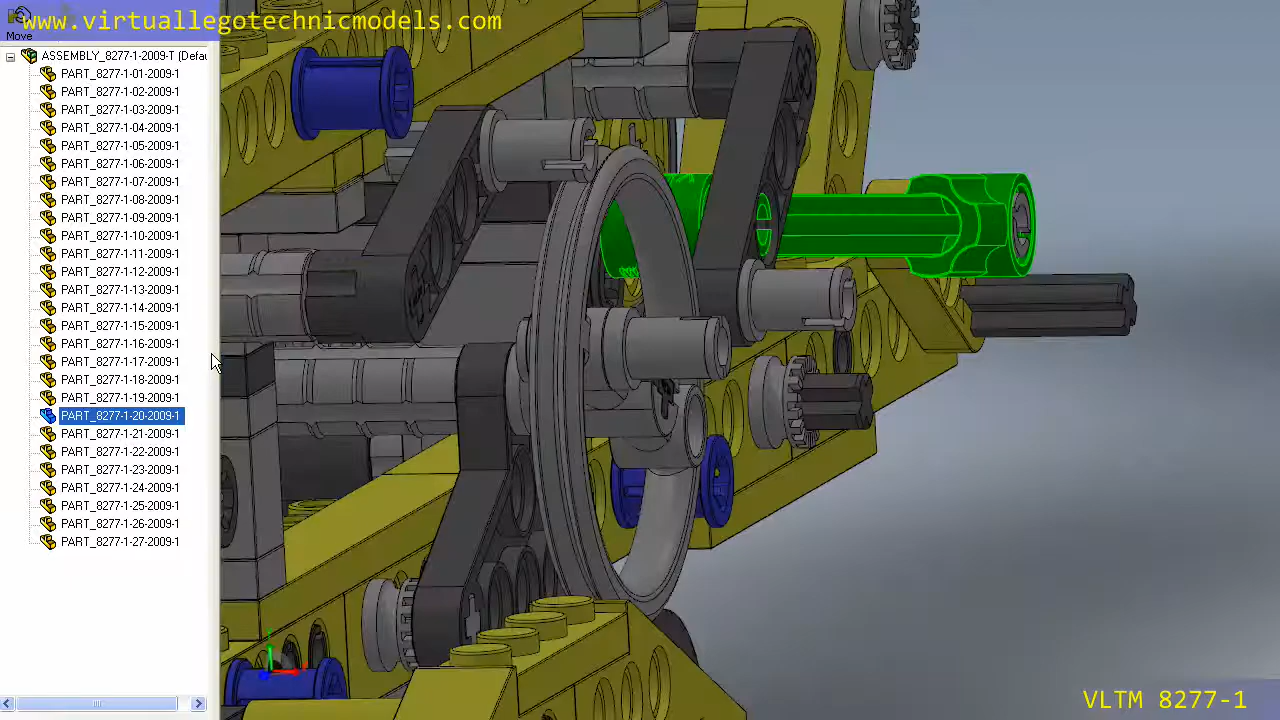 www.virtuallegotechnicmodels.com
Move
ASSEMBLY_8277-1-2009-T (Defau
PART_8277-1-01-2009-1
PART_8277-1-02-2009-1
PART_8277-1-03-2009-1
PART_8277-1-04-2009-1
PART_8277-1-05-2009-1
PART_8277-1-06-2009-1
PART_8277-1-07-2009-1
PART_8277-1-08-2009-1
PART_8277-1-09-2009-1
PART_8277-1-10-2009-1
PART_8277-1-11-2009-1
PART_8277-1-12-2009-1
PART_8277-1-13-2009-1
PART_8277-1-14-2009-1
PART_8277-1-15-2009-1
PART_8277-1-16-2009-1
PART_8277-1-17-2009-1
PART_8277-1-18-2009-1
PART_8277-1-19-2009-1
PART_8277-1-20-2009-1
PART_8277-1-21-2009-1
PART_8277-1-22-2009-1
PART_8277-1-23-2009-1
PART_8277-1-24-2009-1
PART_8277-1-25-2009-1
PART_8277-1-26-2009-1
PART_8277-1-27-2009-1
VLTM 8277-1